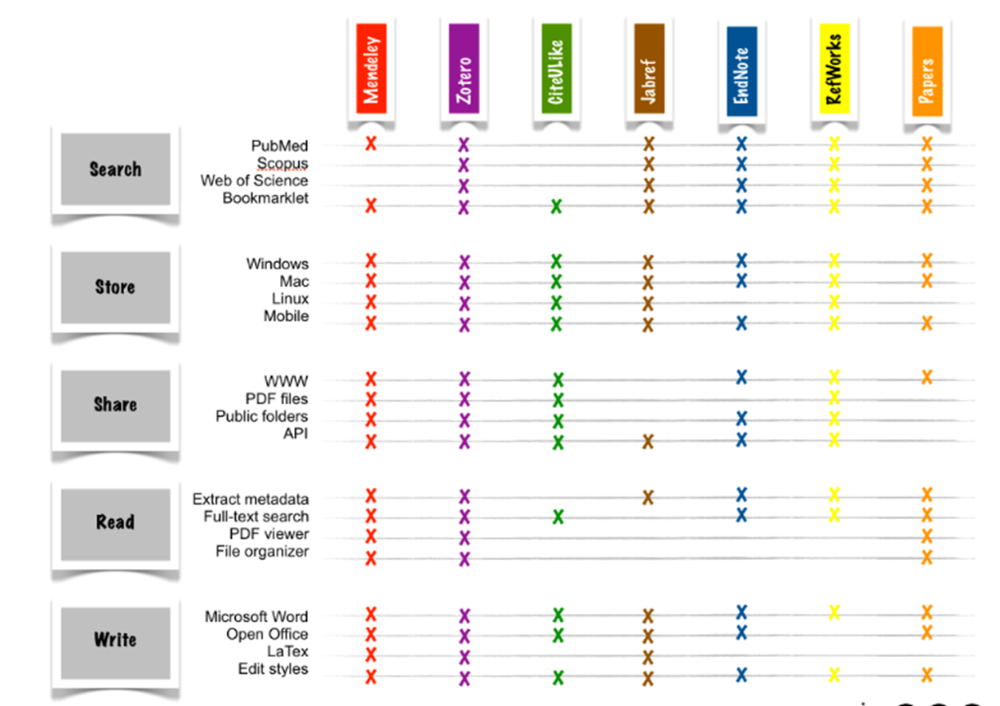 Mendeley
Zotero
CiteULike
Jabref
EndNote
RefWorks
Papers
Search
PubMed
Scopus
Web of Science
Bookmarklet
Store
Windows
Mac
Linux
Mobile
Share
WWW
PDF files
Public folders
API
Read
Extract metadata
Full-text search
PDF viewer
File organizer
Write
Microsoft Word
Open Office
LaTex
Edit styles